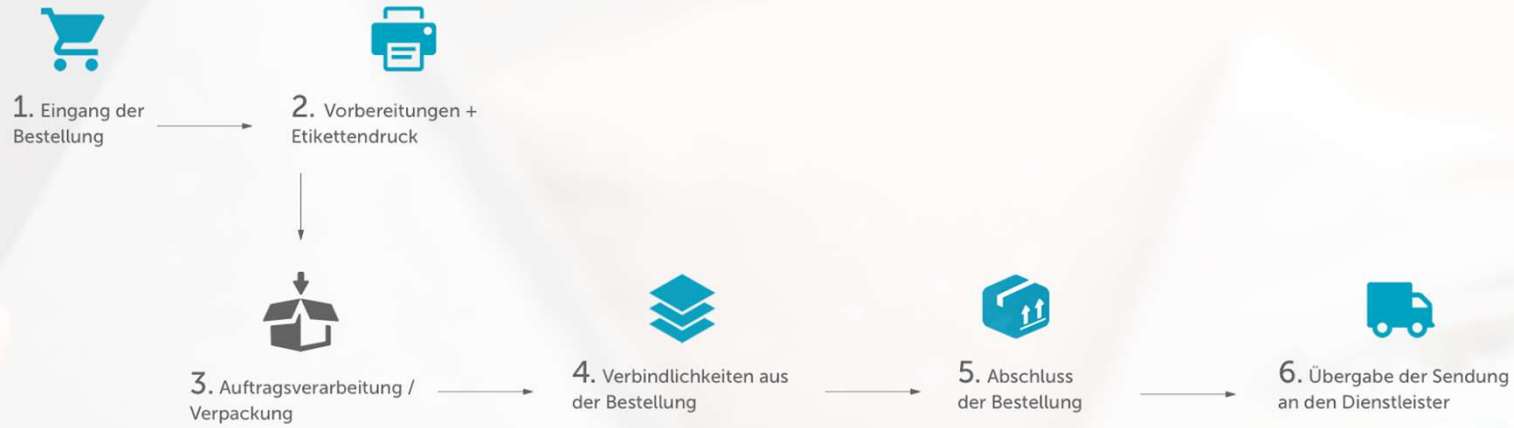 1. Eingang der
Bestellung
2. Vorbereitungen +
Etikettendruck
3. Auftragsverarbeitung /
Verpackung
4. Verbindlichkeiten aus
der Bestellung
5. Abschluss
der Bestellung
6. Übergabe der Sendung
an den Dienstleister